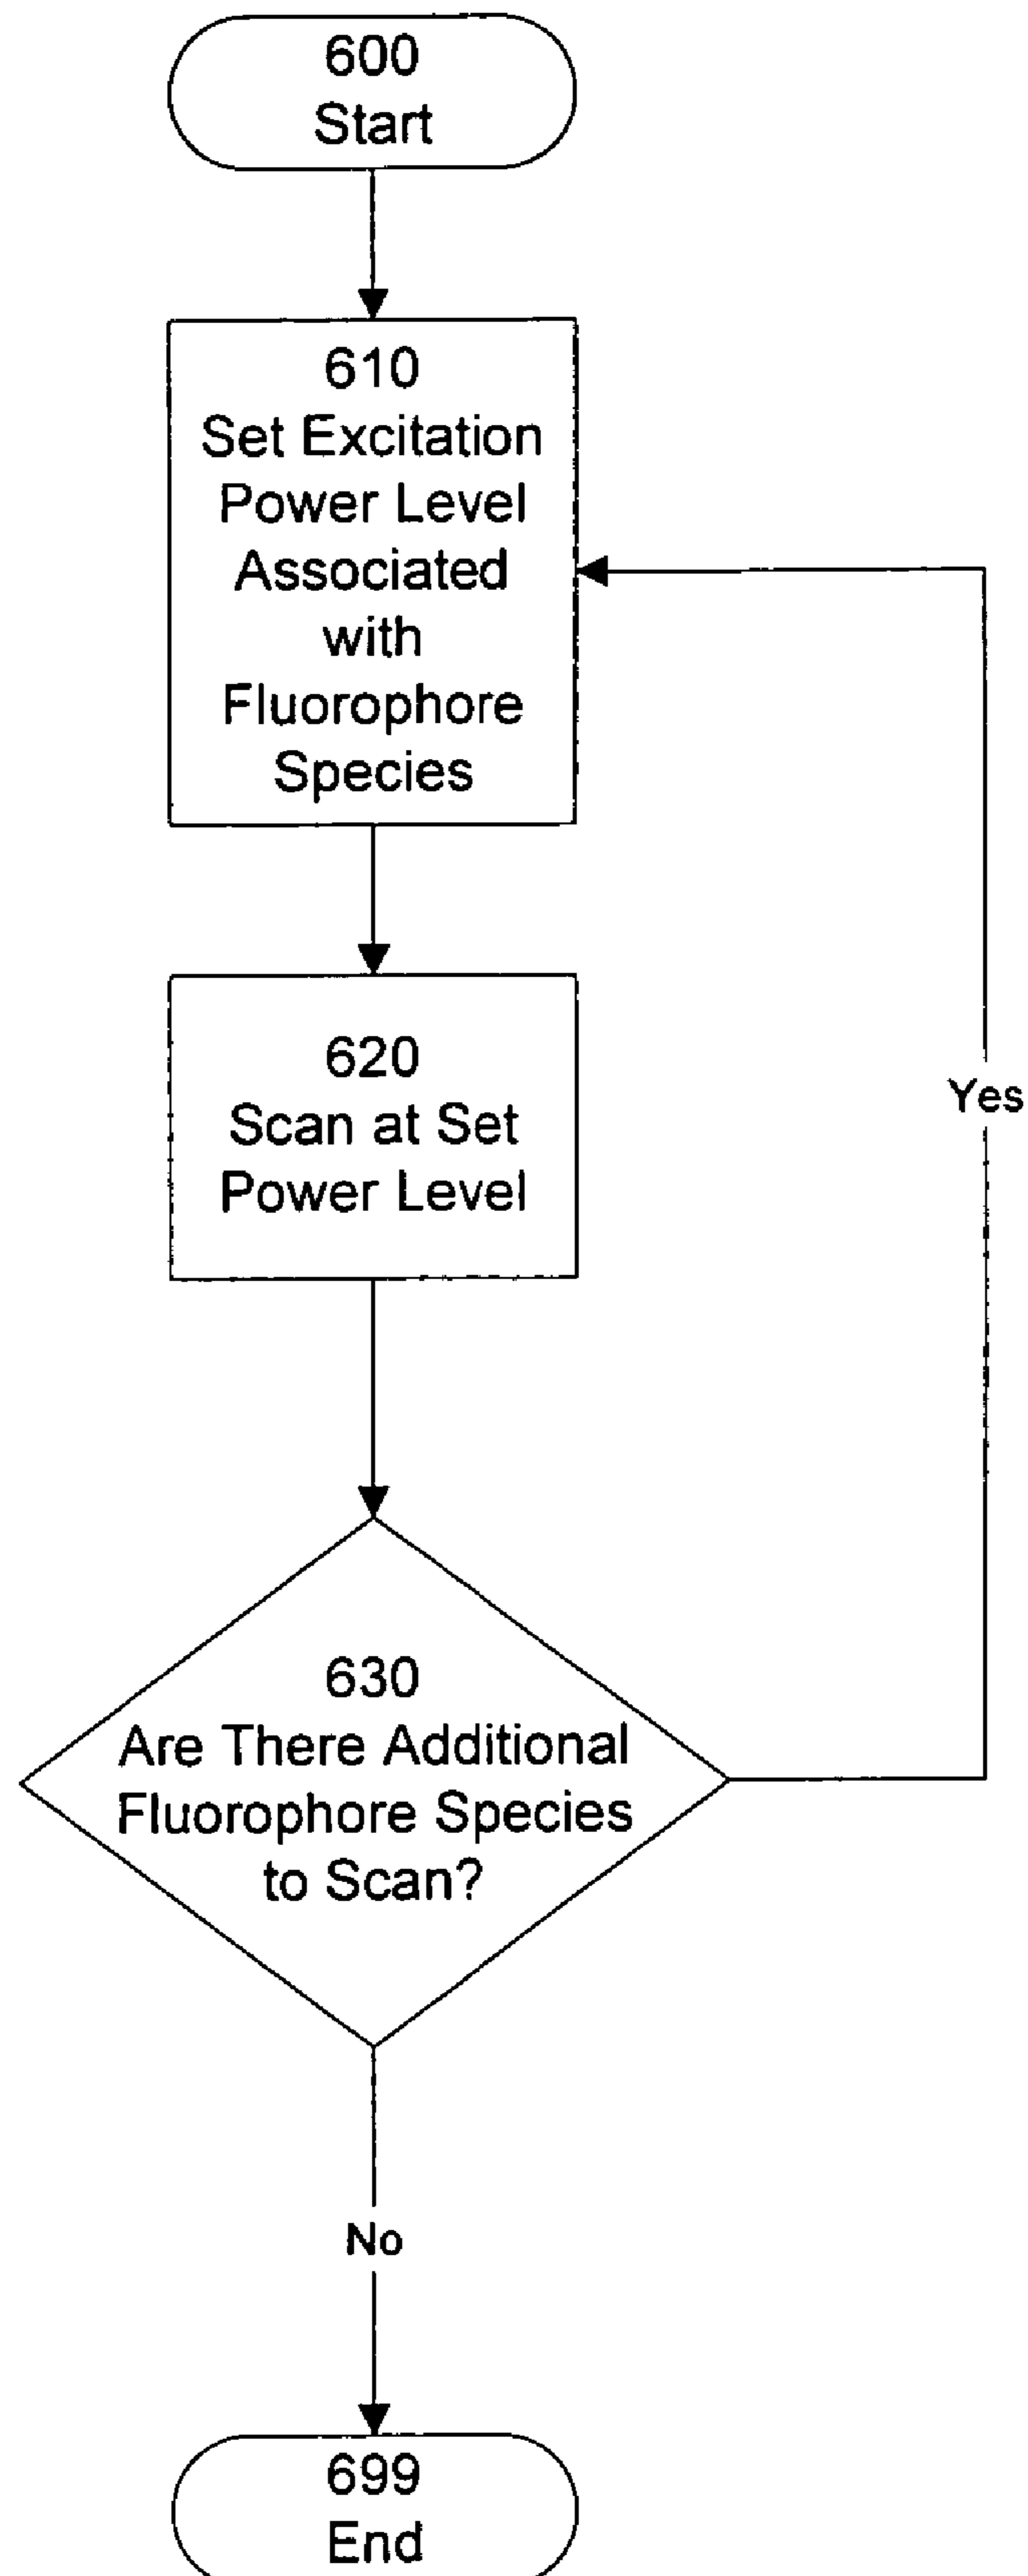 600
Start
610
Set Excitation
Power Level
Associated
with
Fluorophore
Species
620
Scan at Set
Power Level
Yes
630
Are There Additional
Fluorophore Species
to Scan?
No
699
End